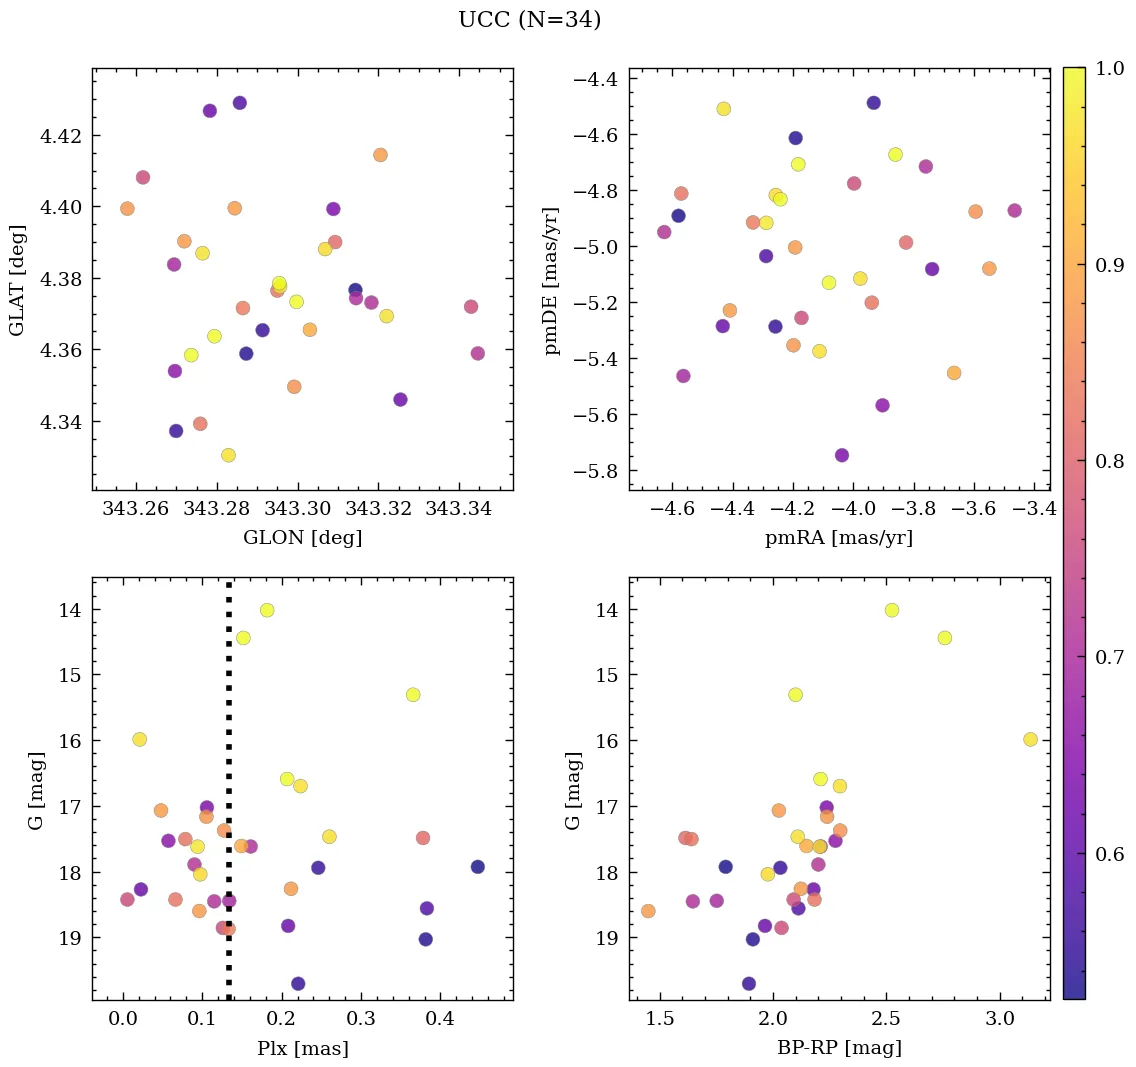 UCC (N=34)
4.42
4.40
4.38
4.36
4.34
GLAT [deg]
343.26 343.28 343.30 343.32 343.34
GLON [deg]
−4.4
−4.6
−4.8
−5.0
−5.2
−5.4
−5.6
−5.8
pmDE [mas/yr]
−4.6 −4.4 −4.2 −4.0 −3.8 −3.6 −3.4
pmRA [mas/yr]
1.0
0.9
0.8
0.7
0.6
14
15
16
17
18
19
G [mag]
0.0 0.1 0.2 0.3 0.4
Plx [mas]
14
15
16
17
18
19
G [mag]
1.5 2.0 2.5 3.0
BP-RP [mag]